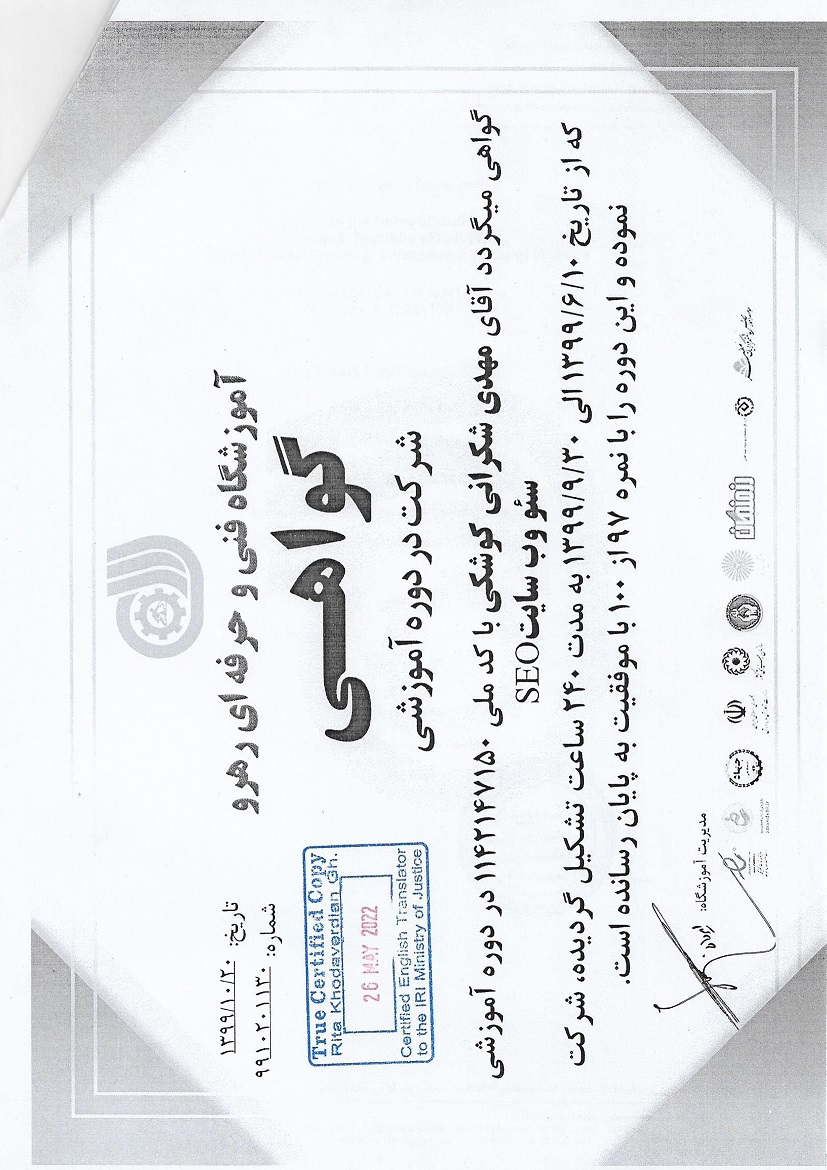 آموزشگاه فنی و حرفه ای رهرو
گواهی
شرکت در دوره آموزشی
تاریخ: ۱۳۹۹/۱۰/۲۰
شماره: ۹۹۱۰۲۰۱۱۳۰
True Certified Copy
Rita Khodaverdian Gh.
26 MAY 2022
Certified English Translator
to the IRI Ministry of Justice
گواهی میگردد آقای مهدی شکرانی کوشکی با کد ملی ۱۱۴۲۱۴۷۱۵۰ در دوره آموزشی
سئو وب سایت SEO
که از تاریخ ۱۳۹۹/۶/۱۰ الی ۱۳۹۹/۹/۳۰ به مدت ۲۴۰ ساعت تشکیل گردیده، شرکت
نموده و این دوره را با نمره ۹۷ از ۱۰۰ با موفقیت به پایان رسانده است.
مدیریت آموزشگاه: